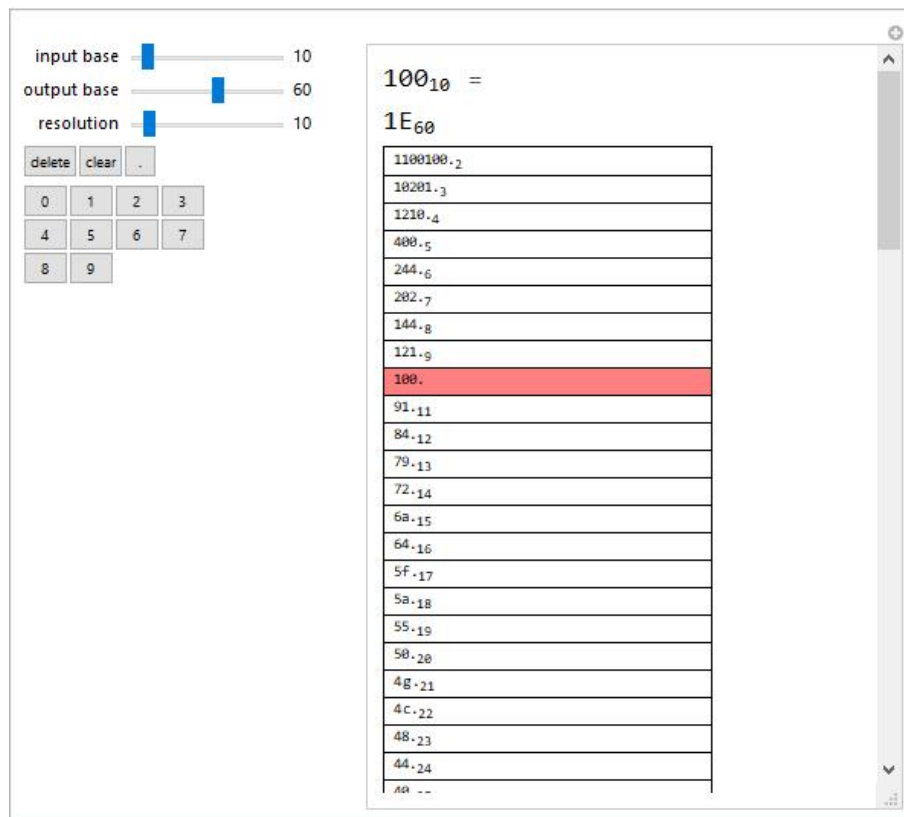 input base 10
output base 60
resolution 10
delete clear .
0 1 2 3
4 5 6 7
8 9
100₁₀ =
1E₆₀
1100100.₂
10201.₃
1210.₄
400.₅
244.₆
202.₇
144.₈
121.₉
100.
91.₁₁
84.₁₂
79.₁₃
72.₁₄
6a.₁₅
64.₁₆
5f.₁₇
5a.₁₈
55.₁₉
50.₂₀
4g.₂₁
4c.₂₂
48.₂₃
44.₂₄